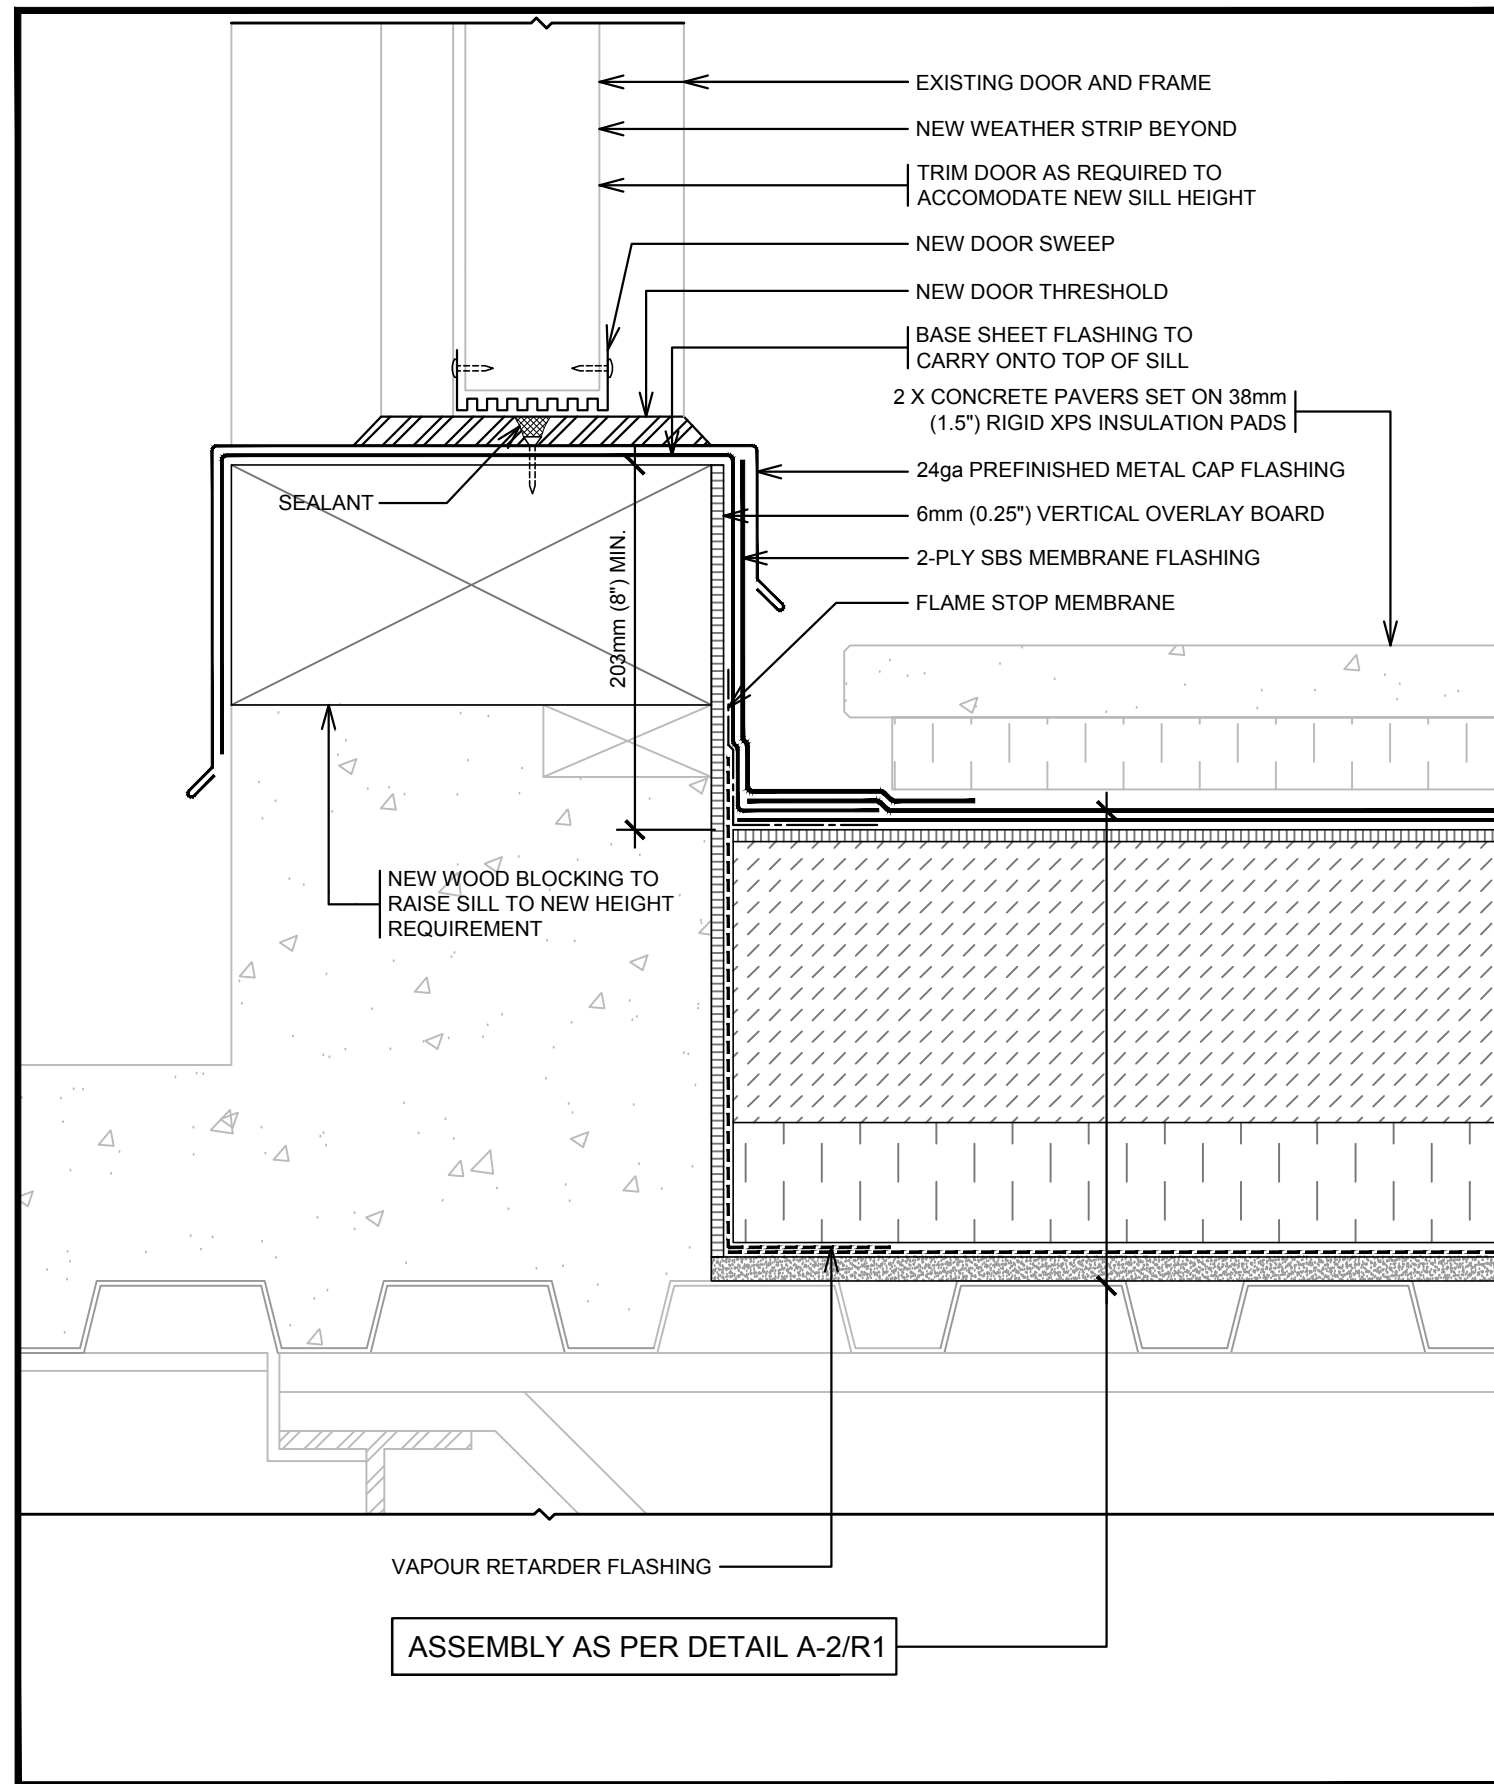 EXISTING DOOR AND FRAME
NEW WEATHER STRIP BEYOND
TRIM DOOR AS REQUIRED TO
ACCOMODATE NEW SILL HEIGHT
NEW DOOR SWEEP
NEW DOOR THRESHOLD
BASE SHEET FLASHING TO
CARRY ONTO TOP OF SILL
2 X CONCRETE PAVERS SET ON 38mm
(1.5") RIGID XPS INSULATION PADS
24ga PREFINISHED METAL CAP FLASHING
SEALANT
6mm (0.25") VERTICAL OVERLAY BOARD
2-PLY SBS MEMBRANE FLASHING
FLAME STOP MEMBRANE
203mm (8") MIN.
NEW WOOD BLOCKING TO
RAISE SILL TO NEW HEIGHT
REQUIREMENT
VAPOUR RETARDER FLASHING
ASSEMBLY AS PER DETAIL A-2/R1